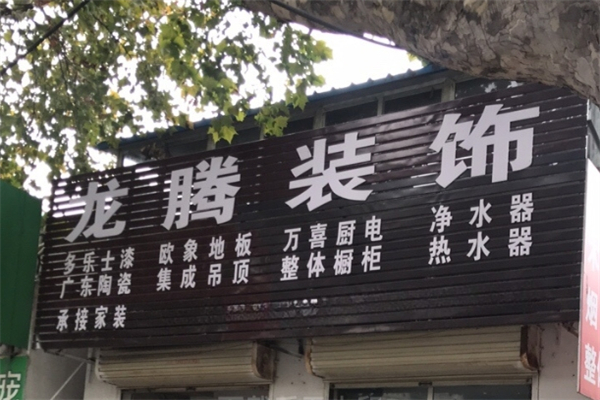 龙腾装饰
多乐士漆 欧象地板 万喜厨电 净水器
广东陶瓷 集成吊顶 整体橱柜 热水器
承接家装
烟
整